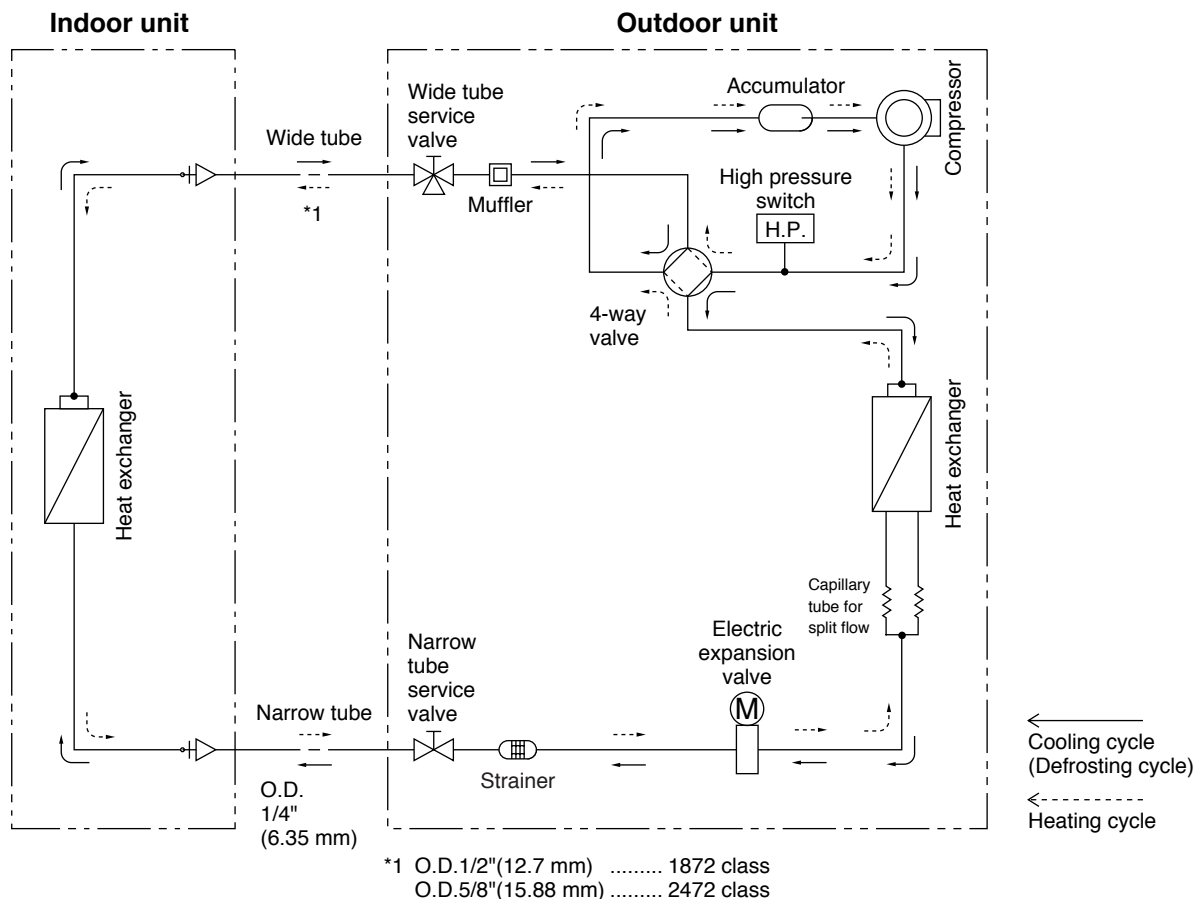 Indoor unit
Outdoor unit
Wide tube
*1
Wide tube
service
valve
Muffler
Accumulator
Compressor
High pressure
switch
H.P.
4-way
valve
Heat exchanger
Heat exchanger
Capillary
tube for
split flow
Electric
expansion
valve
M
Narrow
tube
service
valve
Strainer
Narrow tube
O.D.
1/4"
(6.35 mm)
Cooling cycle
(Defrosting cycle)
Heating cycle
*1 O.D.1/2"(12.7 mm) ......... 1872 class
O.D.5/8"(15.88 mm) ......... 2472 class